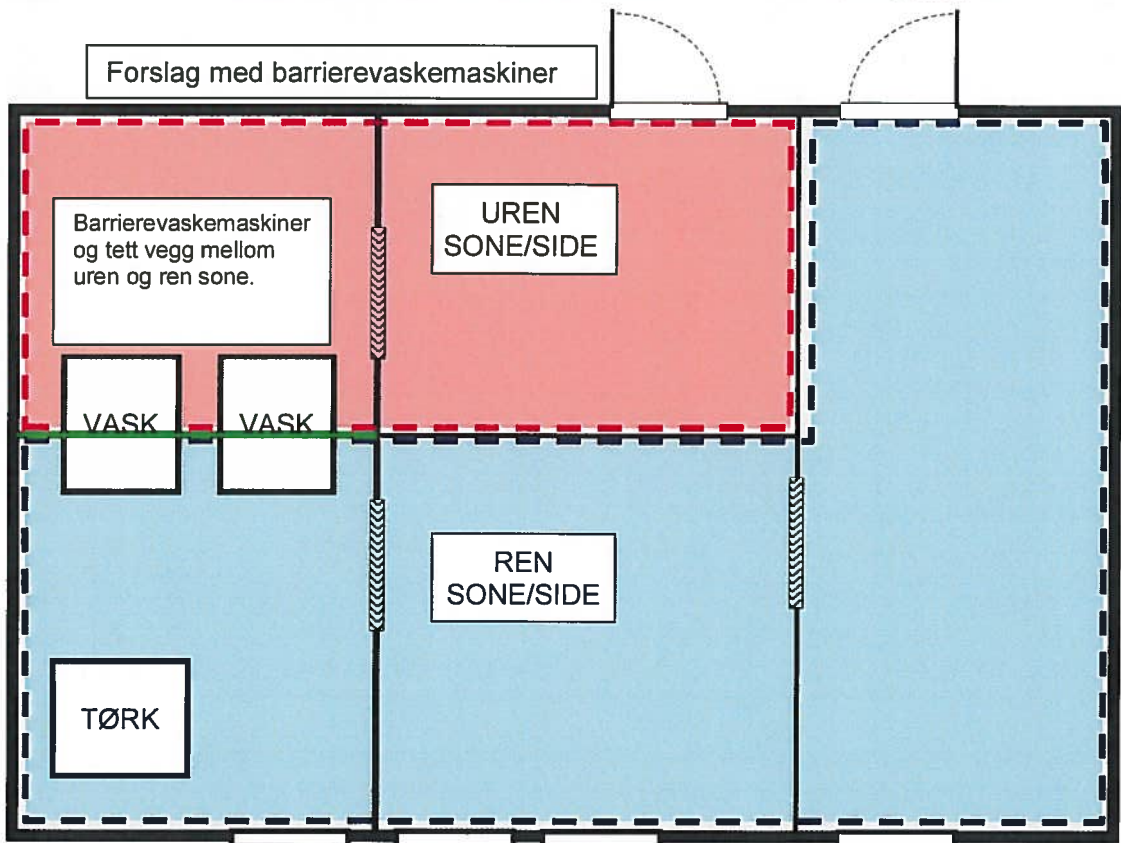 Forslag med barrierevaskemaskiner
Barrierevaskemaskiner
og tett vegg mellom
uren og ren sone.
UREN
SONE/SIDE
VASK
VASK
REN
SONE/SIDE
TØRK